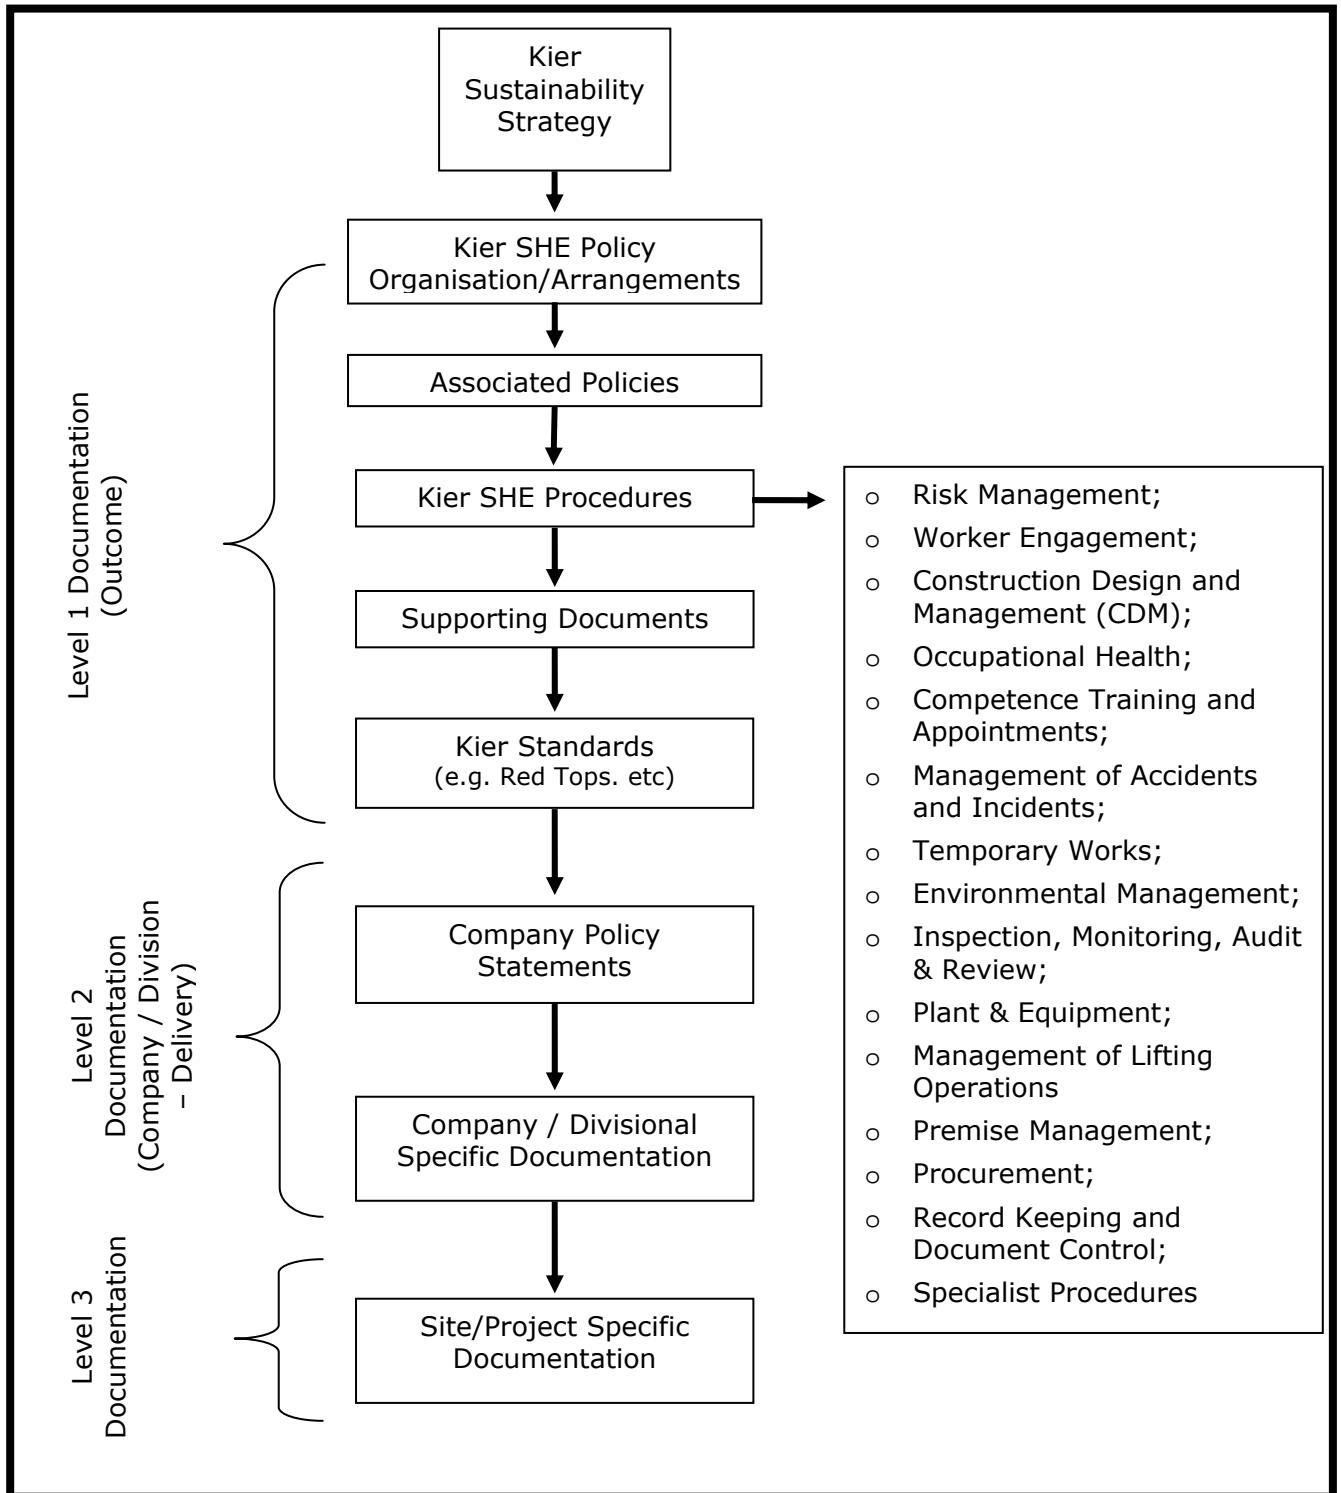 Kier
Sustainability
Strategy
Kier SHE Policy
Organisation/Arrangements
Associated Policies
Kier SHE Procedures
Supporting Documents
Kier Standards
(e.g. Red Tops. etc)
Company Policy
Statements
Company / Divisional
Specific Documentation
Site/Project Specific
Documentation
Level 1 Documentation
(Outcome)
Level 2
Documentation
(Company / Division
– Delivery)
Level 3
Documentation
o Risk Management;
o Worker Engagement;
o Construction Design and
Management (CDM);
o Occupational Health;
o Competence Training and
Appointments;
o Management of Accidents
and Incidents;
o Temporary Works;
o Environmental Management;
o Inspection, Monitoring, Audit
& Review;
o Plant & Equipment;
o Management of Lifting
Operations
o Premise Management;
o Procurement;
o Record Keeping and
Document Control;
o Specialist Procedures